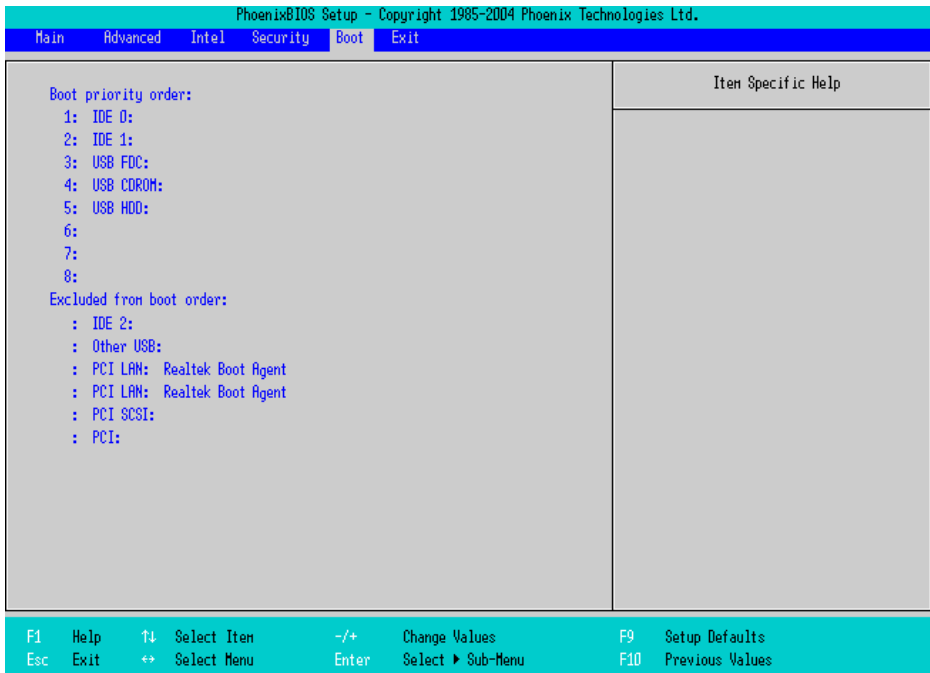 PhoenixBIOS Setup - Copyright 1985-2004 Phoenix Technologies Ltd.
Main Advanced Intel Security Boot Exit
Item Specific Help
Boot priority order:
1: IDE 0:
2: IDE 1:
3: USB FDC:
4: USB CDROM:
5: USB HDD:
6:
7:
8:
Excluded from boot order:
: IDE 2:
: Other USB:
: PCI LAN: Realtek Boot Agent
: PCI LAN: Realtek Boot Agent
: PCI SCSI:
: PCI:
F1 Help ↑↓ Select Item -/+ Change Values F9 Setup Defaults
Esc Exit ↔ Select Menu Enter Select ▶ Sub-Menu F10 Previous Values